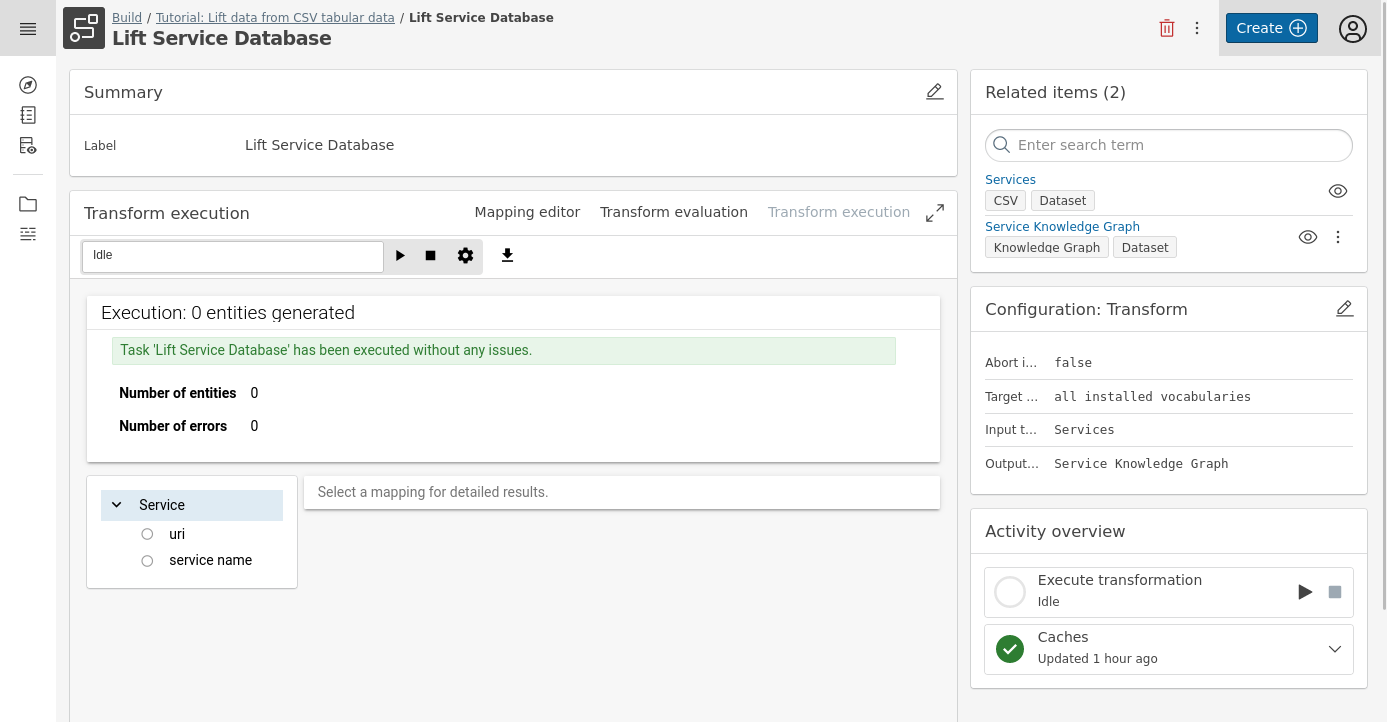 Build / Tutorial: Lift data from CSV tabular data / Lift Service Database
Lift Service Database
Create
Summary
Label Lift Service Database
Transform execution Mapping editor Transform evaluation Transform execution
Idle
Execution: 0 entities generated
Task 'Lift Service Database' has been executed without any issues.
Number of entities 0
Number of errors 0
Service
uri
service name
Select a mapping for detailed results.
Related items (2)
Enter search term
Services
CSV Dataset
Service Knowledge Graph
Knowledge Graph Dataset
Configuration: Transform
Abort i... false
Target ... all installed vocabularies
Input t... Services
Output... Service Knowledge Graph
Activity overview
Execute transformation
Idle
Caches
Updated 1 hour ago